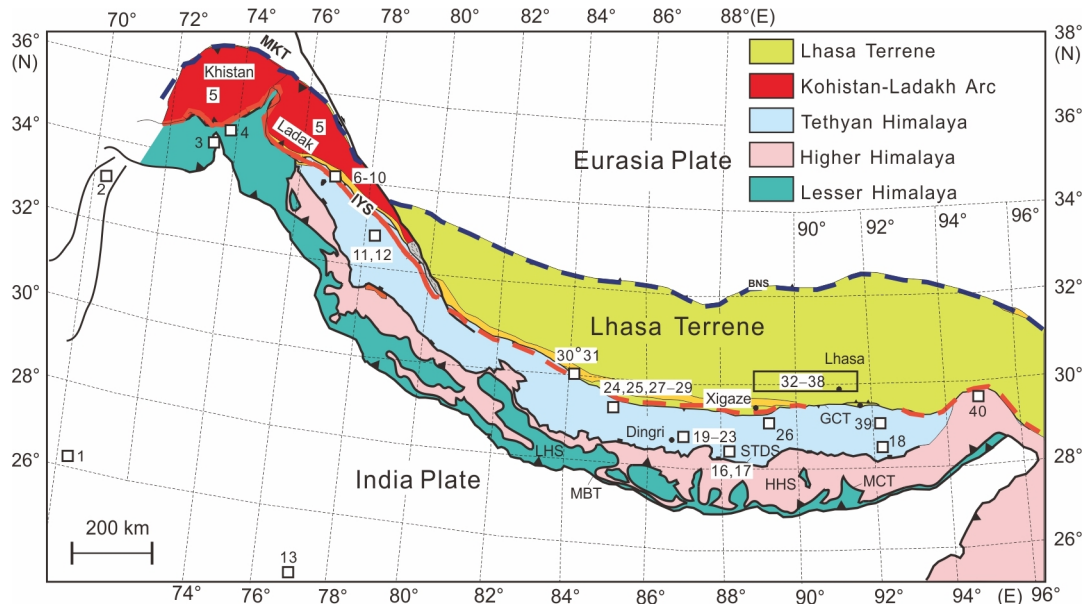 70° 72° 74° 76° 78° 80° 82° 84° 86° 88° (E)
36°
(N)
38°
(N)
MKT
Khistan
5
Lhasa Terrene
Kohistan-Ladakh Arc
Tethyan Himalaya
Higher Himalaya
Lesser Himalaya
34°
36°
3
4
5
Ladak
Eurasia Plate
2
6-10
IYS
32°
34°
90° 92° 94° 96°
11,12
30°
32°
BNS
Lhasa Terrene
30°31
Lhasa
28°
30°
32–38
24,25,27–29
Xigaze
40
GCT
39
26
Dingri
19–23
18
STDS
1
26°
28°
LHS
16,17
India Plate
MBT
HHS
MCT
200 km
26°
13
74° 76° 78° 80° 82° 84° 86° 88° 90° 92° 94° (E) 96°